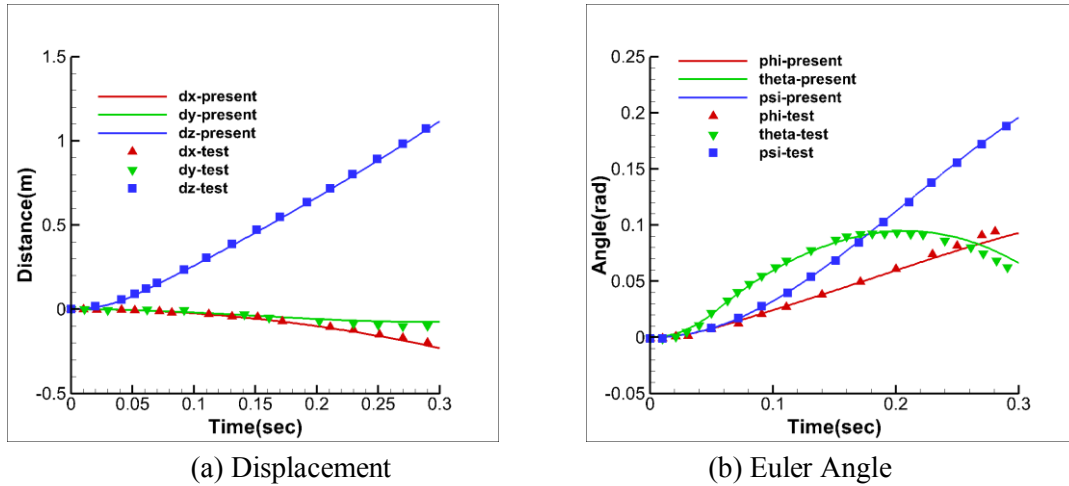 1.5
1
0.5
0
-0.5
Distance(m)
dx-present
dy-present
dz-present
dx-test
dy-test
dz-test
0 0.05 0.1 0.15 0.2 0.25 0.3
Time(sec)
(a) Displacement
0.25
0.2
0.15
0.1
0.05
0
-0.05
Angle(rad)
phi-present
theta-present
psi-present
phi-test
theta-test
psi-test
0 0.1 0.2 0.3
Time(sec)
(b) Euler Angle